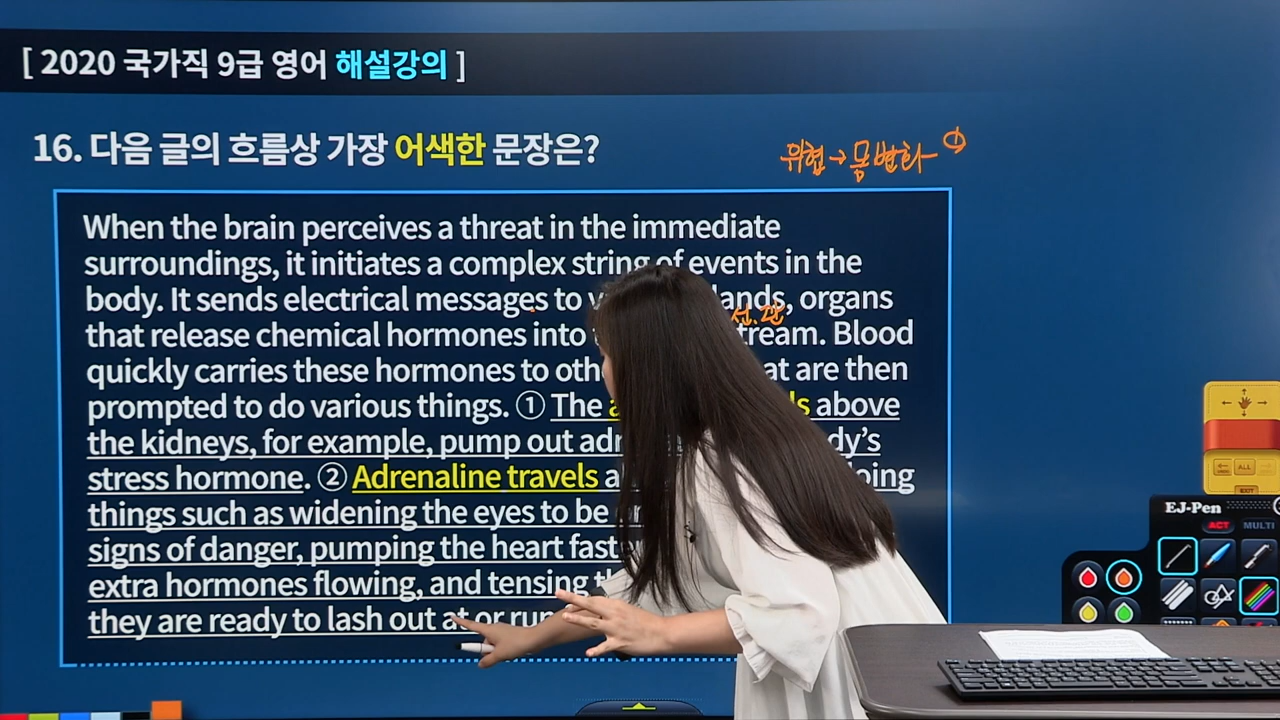 [ 2020 국가직 9급 영어 해설강의 ]
16. 다음 글의 흐름상 가장 어색한 문장은?
위협→몸변화
When the brain perceives a threat in the immediate
surroundings, it initiates a complex string of events in the
body. It sends electrical messages to organs
that release chemical hormones into Blood
quickly carries these hormones to are then
prompted to do various things. ① The above
the kidneys, for example, pump out
stress hormone. ② Adrenaline travels
things such as widening the eyes to be
signs of danger, pumping the heart
extra hormones flowing, and tensing
they are ready to lash out at or
EJ-Pen
ACT MULTI
ALL
EXIT